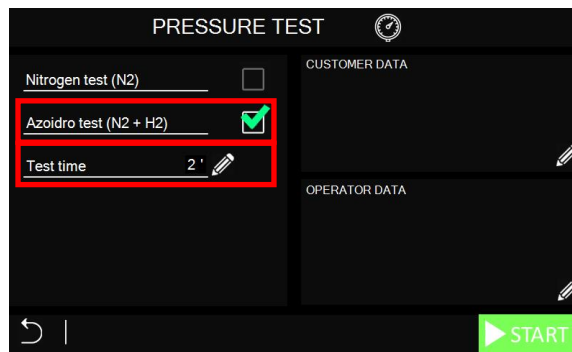 PRESSURE TEST
Nitrogen test (N2)
Azoidro test (N2 + H2)
Test time 2 '
CUSTOMER DATA
OPERATOR DATA
START